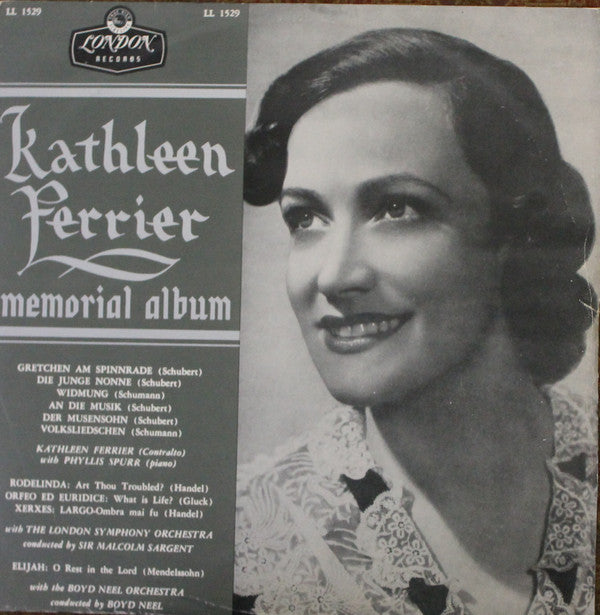 LL 1529
LL 1529
LONDON
RECORDS
Kathleen
Ferrier
memorial album
GRETCHEN AM SPINNRADE (Schubert)
DIE JUNGE NONNE (Schubert)
WIDMUNG (Schumann)
AN DIE MUSIK (Schubert)
DER MUSENSOHN (Schubert)
VOLKSLIEDSCHEN (Schumann)
KATHLEEN FERRIER (Contralto)
with PHYLLIS SPURR (piano)
RODELINDA: Art Thou Troubled? (Handel)
ORFEO ED EURIDICE: What is Life? (Gluck)
XERXES: LARGO-Ombra mai fu (Handel)
with THE LONDON SYMPHONY ORCHESTRA
conducted by SIR MALCOLM SARGENT
ELIJAH: O Rest in the Lord (Mendelssohn)
with the BOYD NEEL ORCHESTRA
conducted by BOYD NEEL